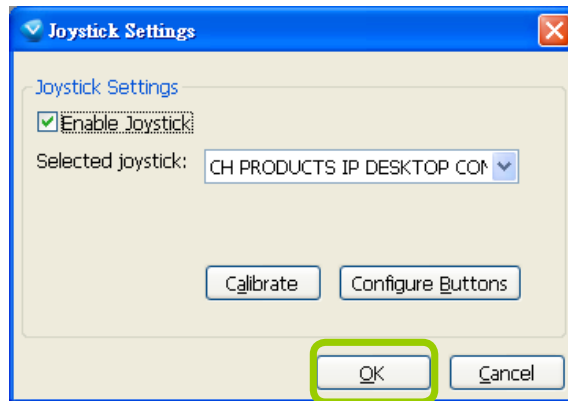 Joystick Settings
Joystick Settings
Enable Joystick
Selected joystick: CH PRODUCTS IP DESKTOP CON
Calibrate Configure Buttons
OK Cancel